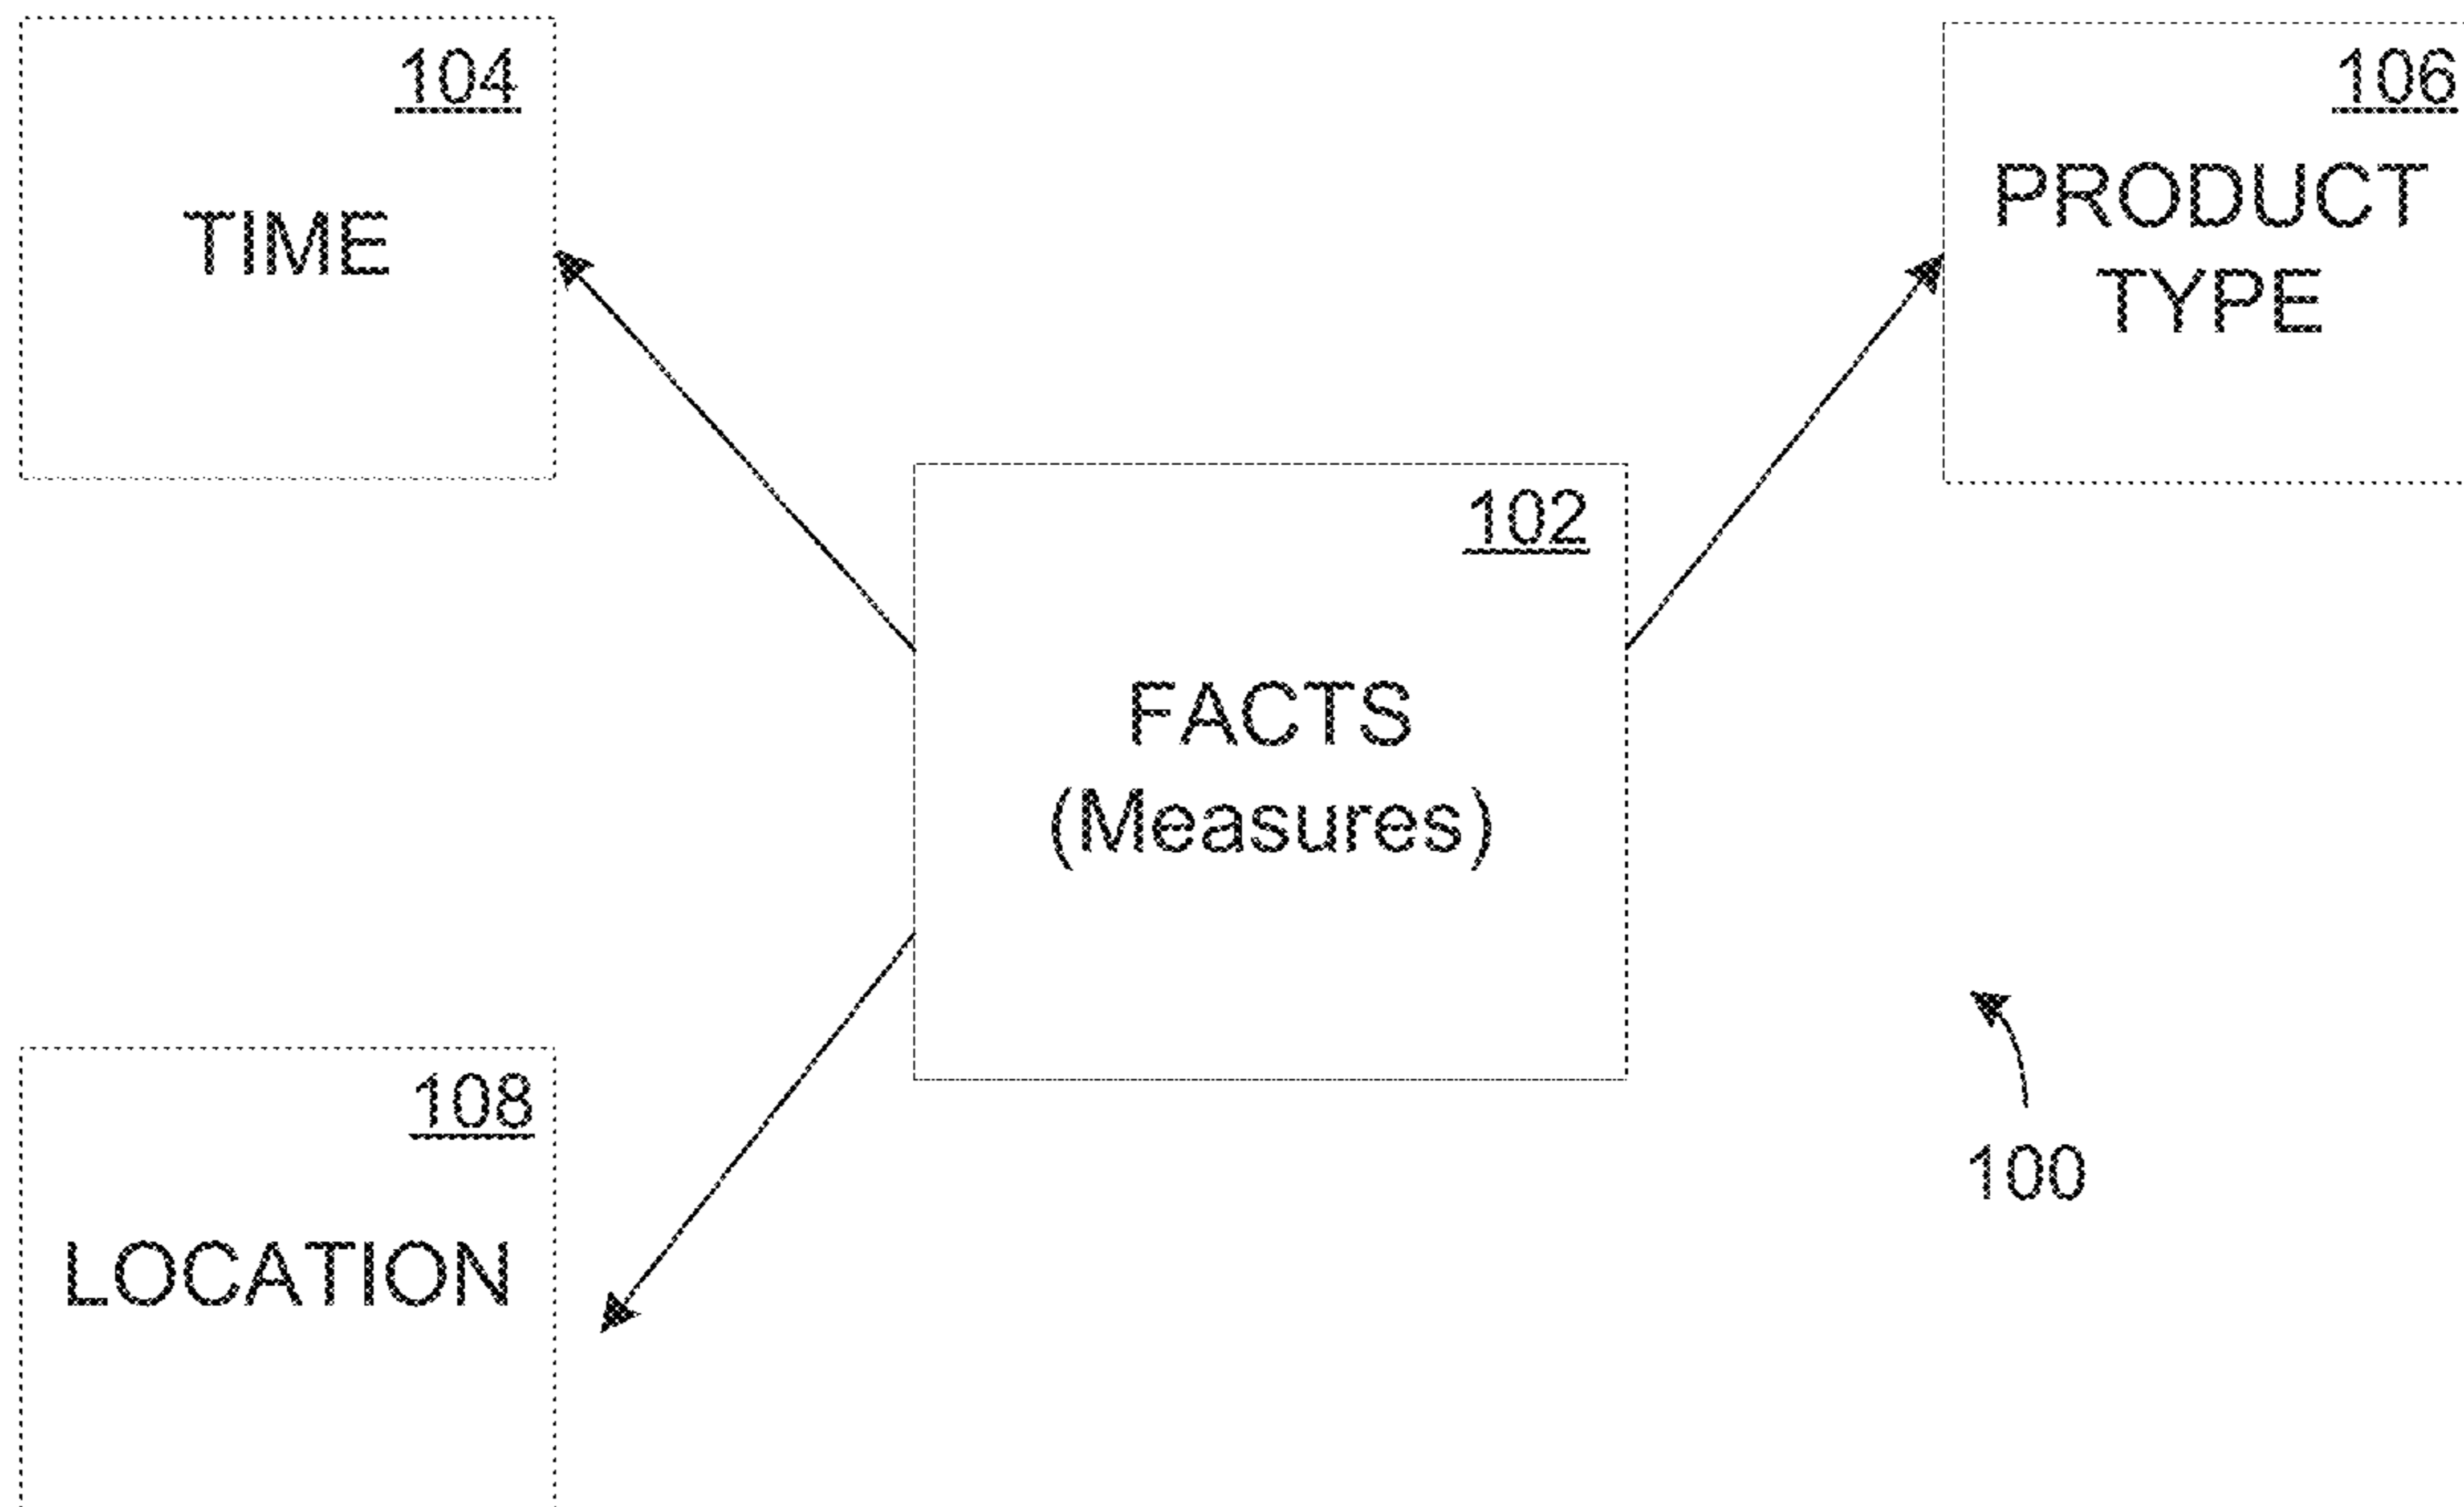 104
TIME
106
PRODUCT
TYPE
102
FACTS
(Measures)
108
LOCATION
100